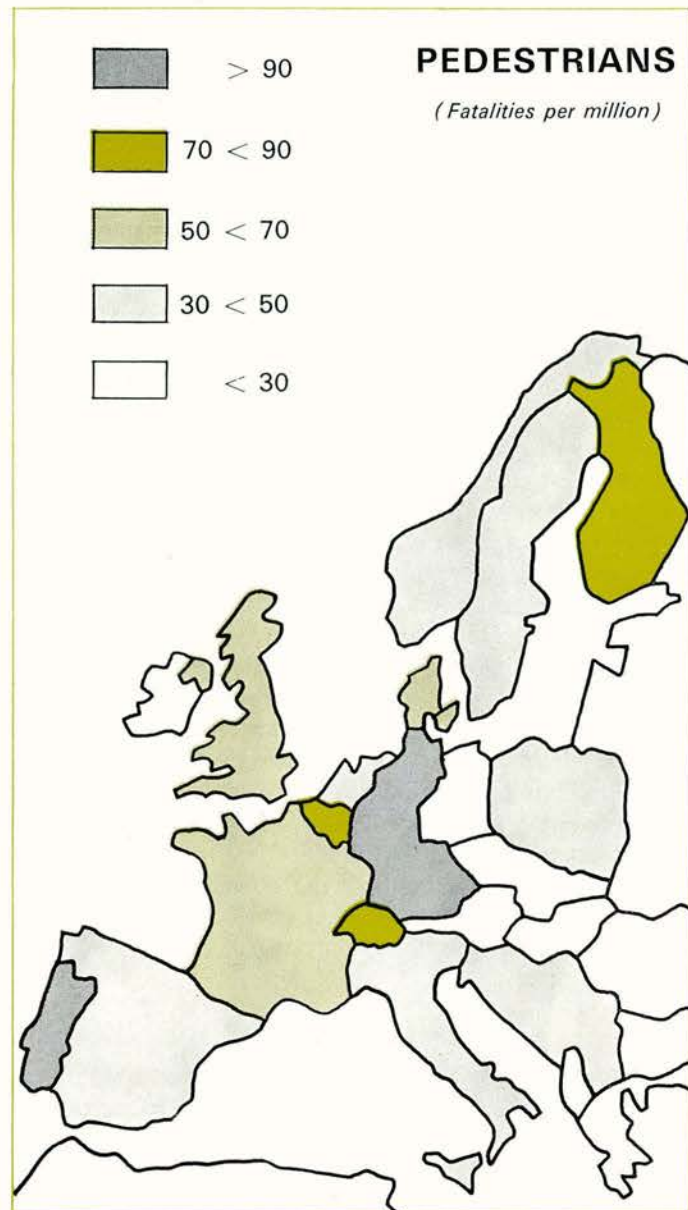 PEDESTRIANS
(Fatalities per million)
> 90
70 < 90
50 < 70
30 < 50
< 30